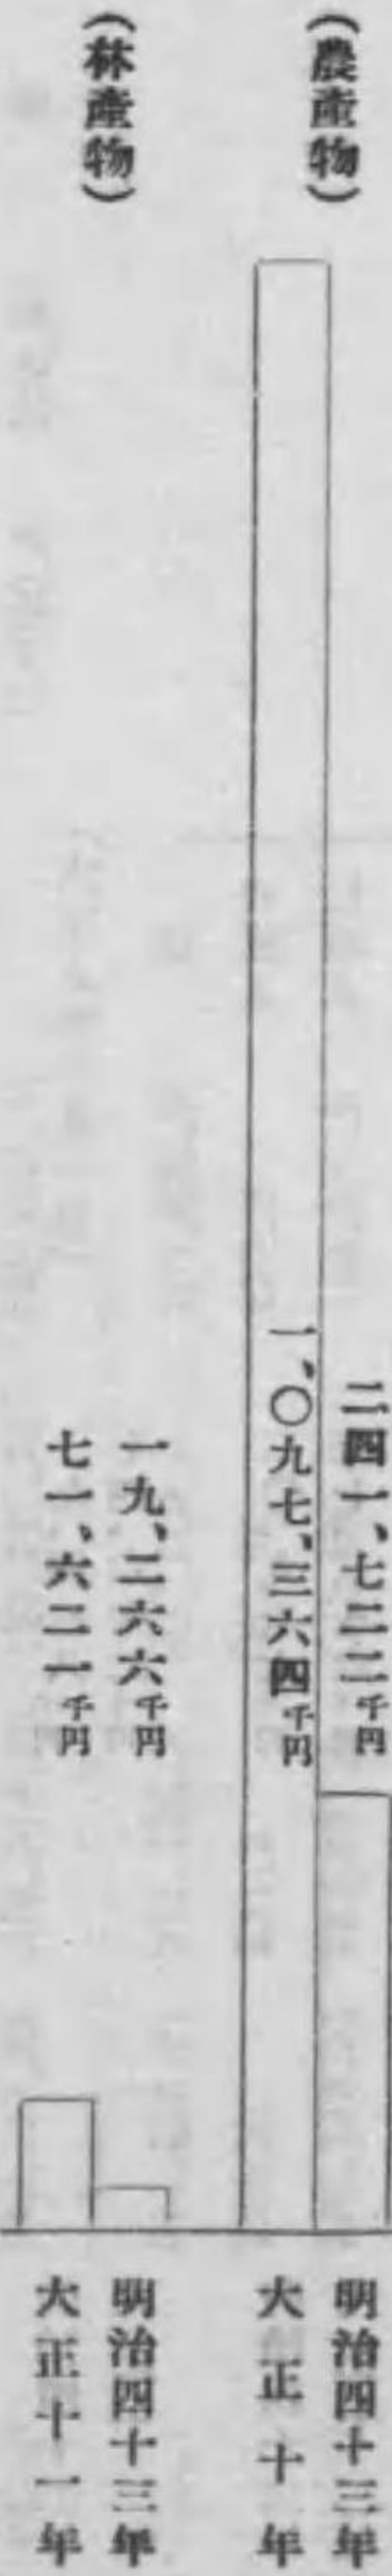 (農産物)
二四一、七二二千円
明治四十三年
一、〇九七、三六四千円
大正十年
(林産物)
一九、二六六千円
明治四十三年
七一、六二一千円
大正十一年